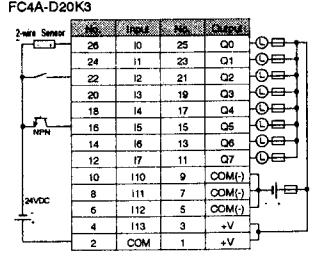 FC4A-D20K3
2-wire Sensor
No. Input No. Output
26 I0 25 Q0
24 I1 23 Q1
22 I2 21 Q2
20 I3 19 Q3
18 I4 17 Q4
16 I5 15 Q5
14 I6 13 Q6
12 I7 11 Q7
10 I10 9 COM(-)
8 I11 7 COM(-)
6 I12 5 COM(-)
4 I13 3 +V
2 COM 1 +V
L
L
L
L
L
L
L
L
NPN
24VDC
- +
+ -